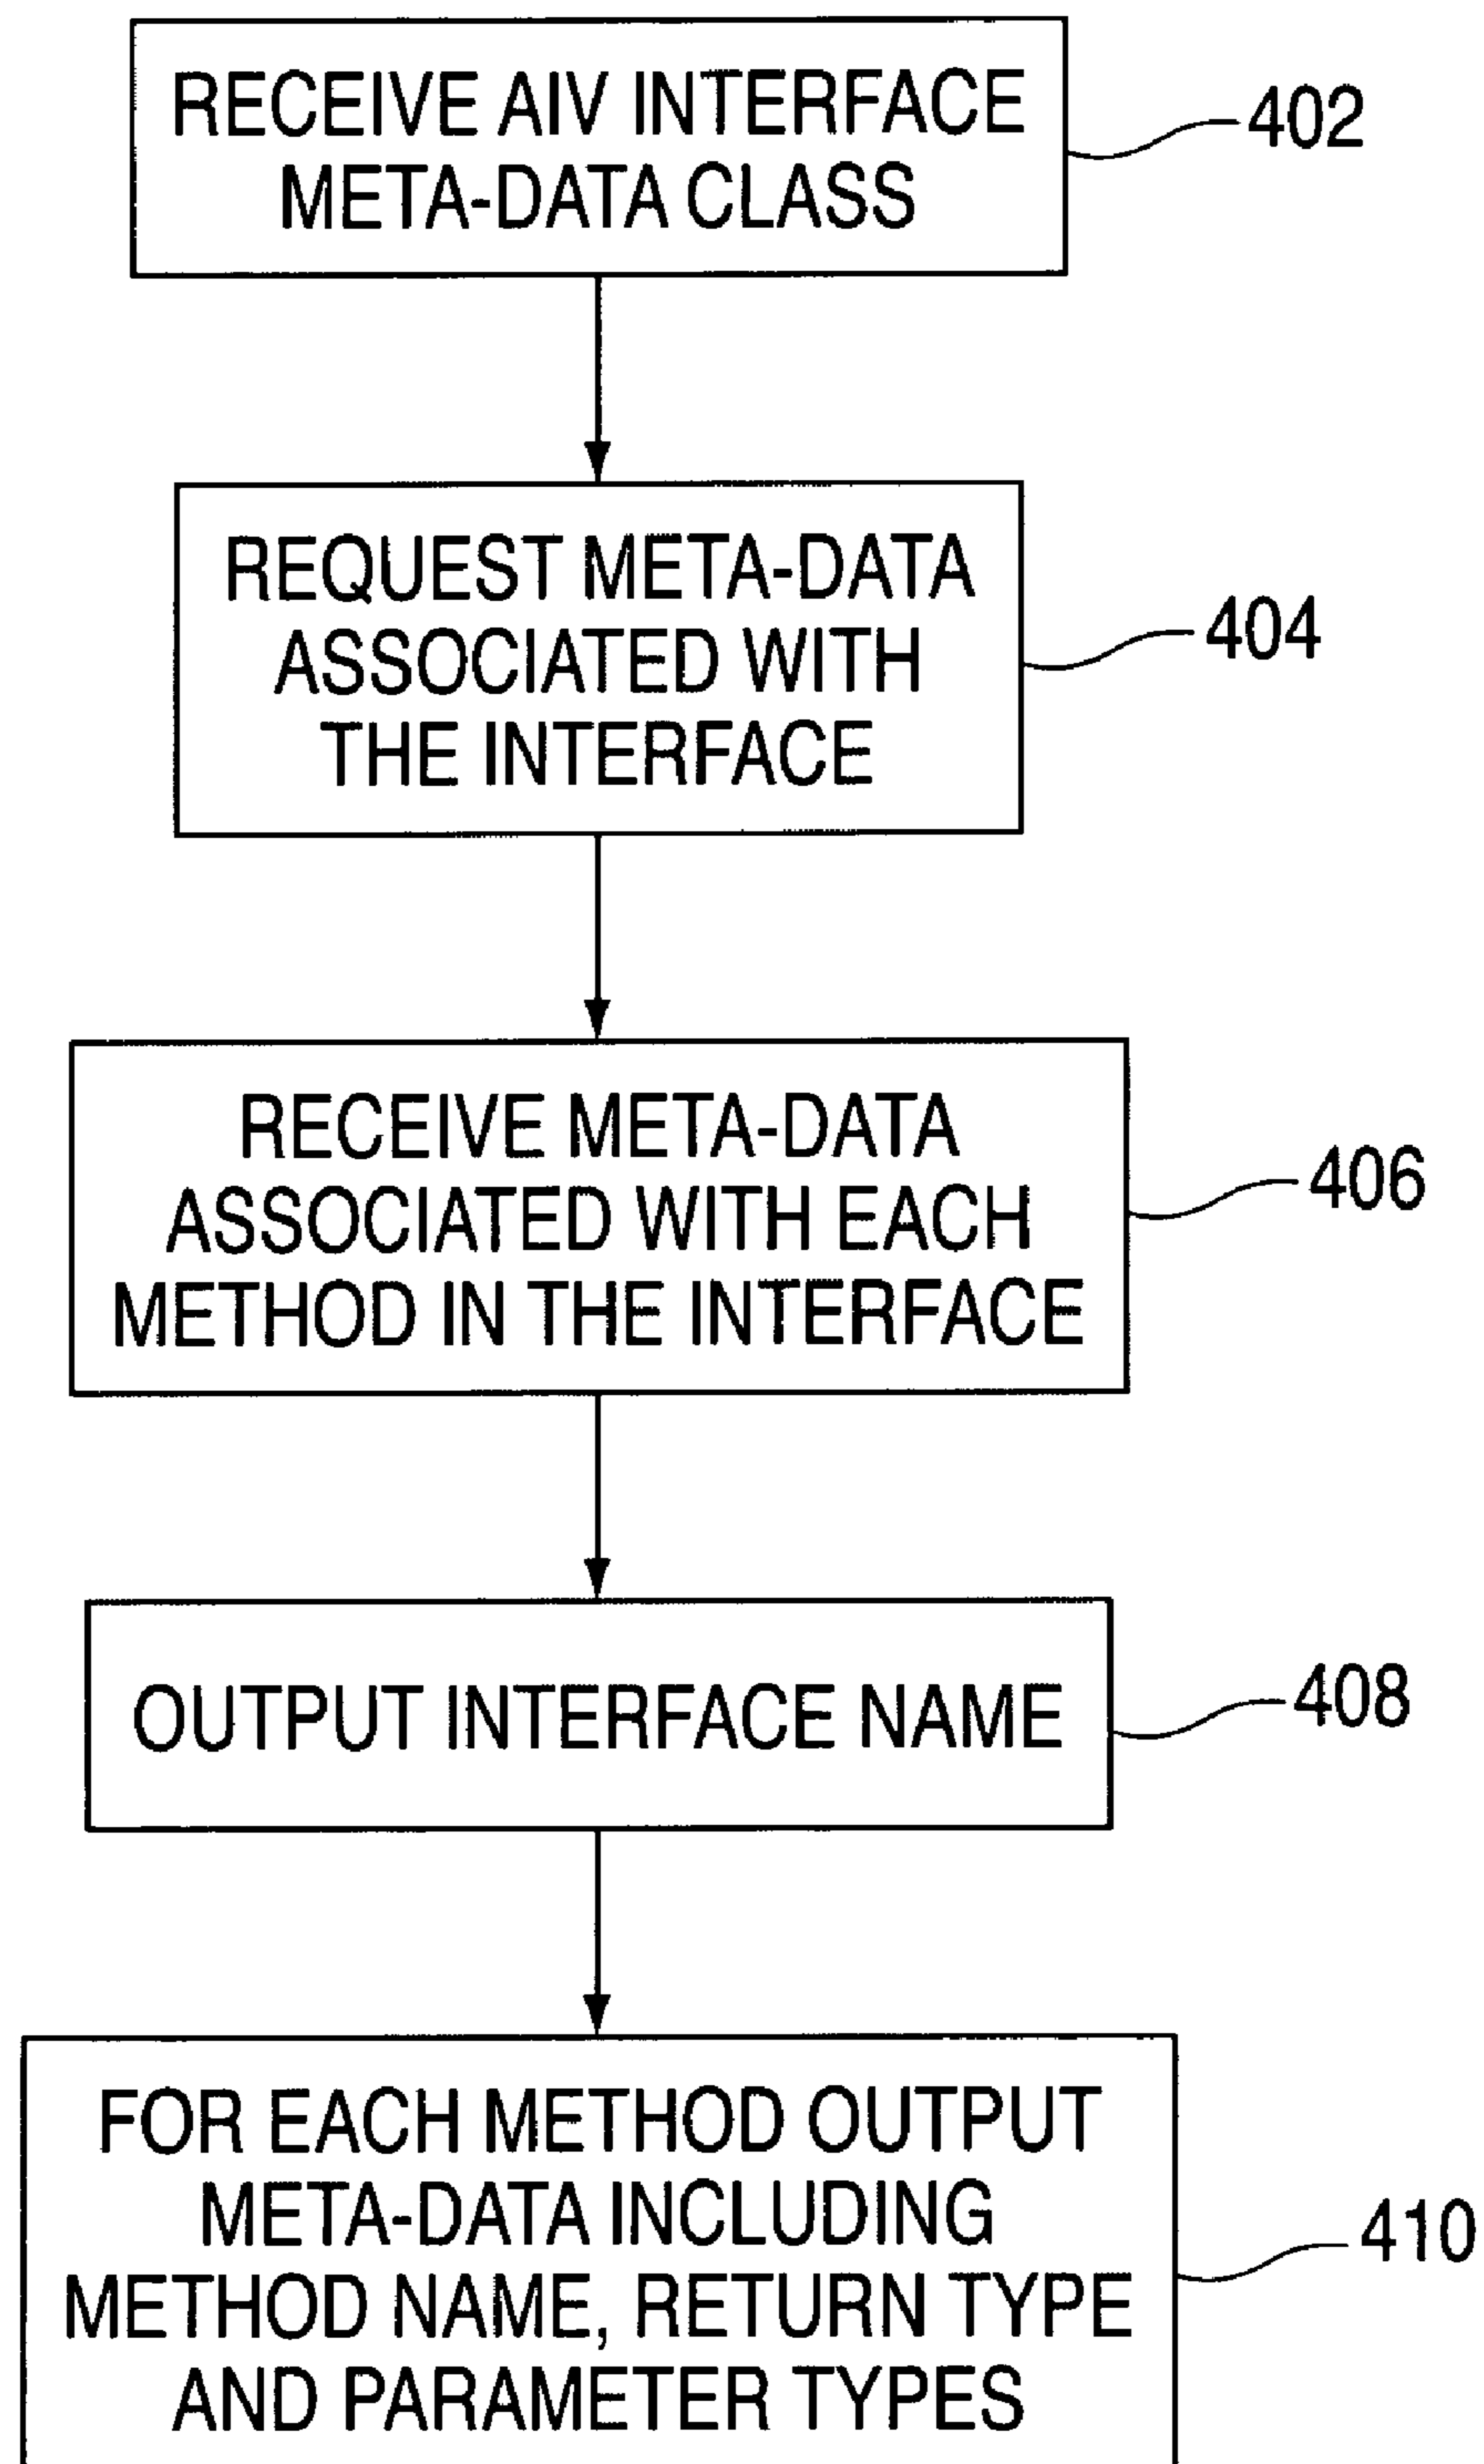 RECEIVE AIV INTERFACE
META-DATA CLASS
402
REQUEST META-DATA
ASSOCIATED WITH
THE INTERFACE
404
RECEIVE META-DATA
ASSOCIATED WITH EACH
METHOD IN THE INTERFACE
406
OUTPUT INTERFACE NAME
408
FOR EACH METHOD OUTPUT
META-DATA INCLUDING
METHOD NAME, RETURN TYPE
AND PARAMETER TYPES
410